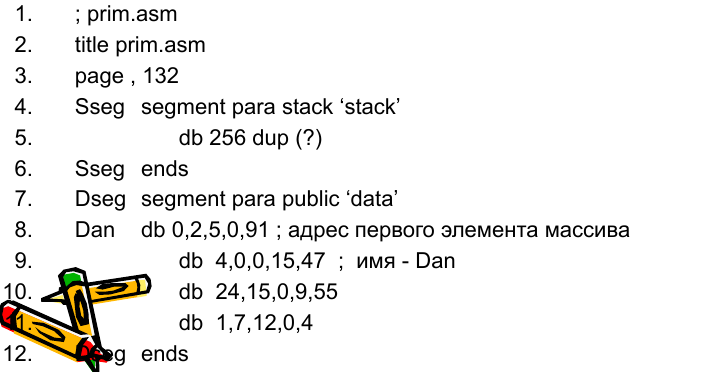 1. ; prim.asm
2. title prim.asm
3. page , 132
4. Sseg segment para stack ‘stack’
5. db 256 dup (?)
6. Sseg ends
7. Dseg segment para public ‘data’
8. Dan db 0,2,5,0,91 ; адрес первого элемента массива
9. db 4,0,0,15,47 ; имя - Dan
10. db 24,15,0,9,55
11. db 1,7,12,0,4
12. Dseg ends